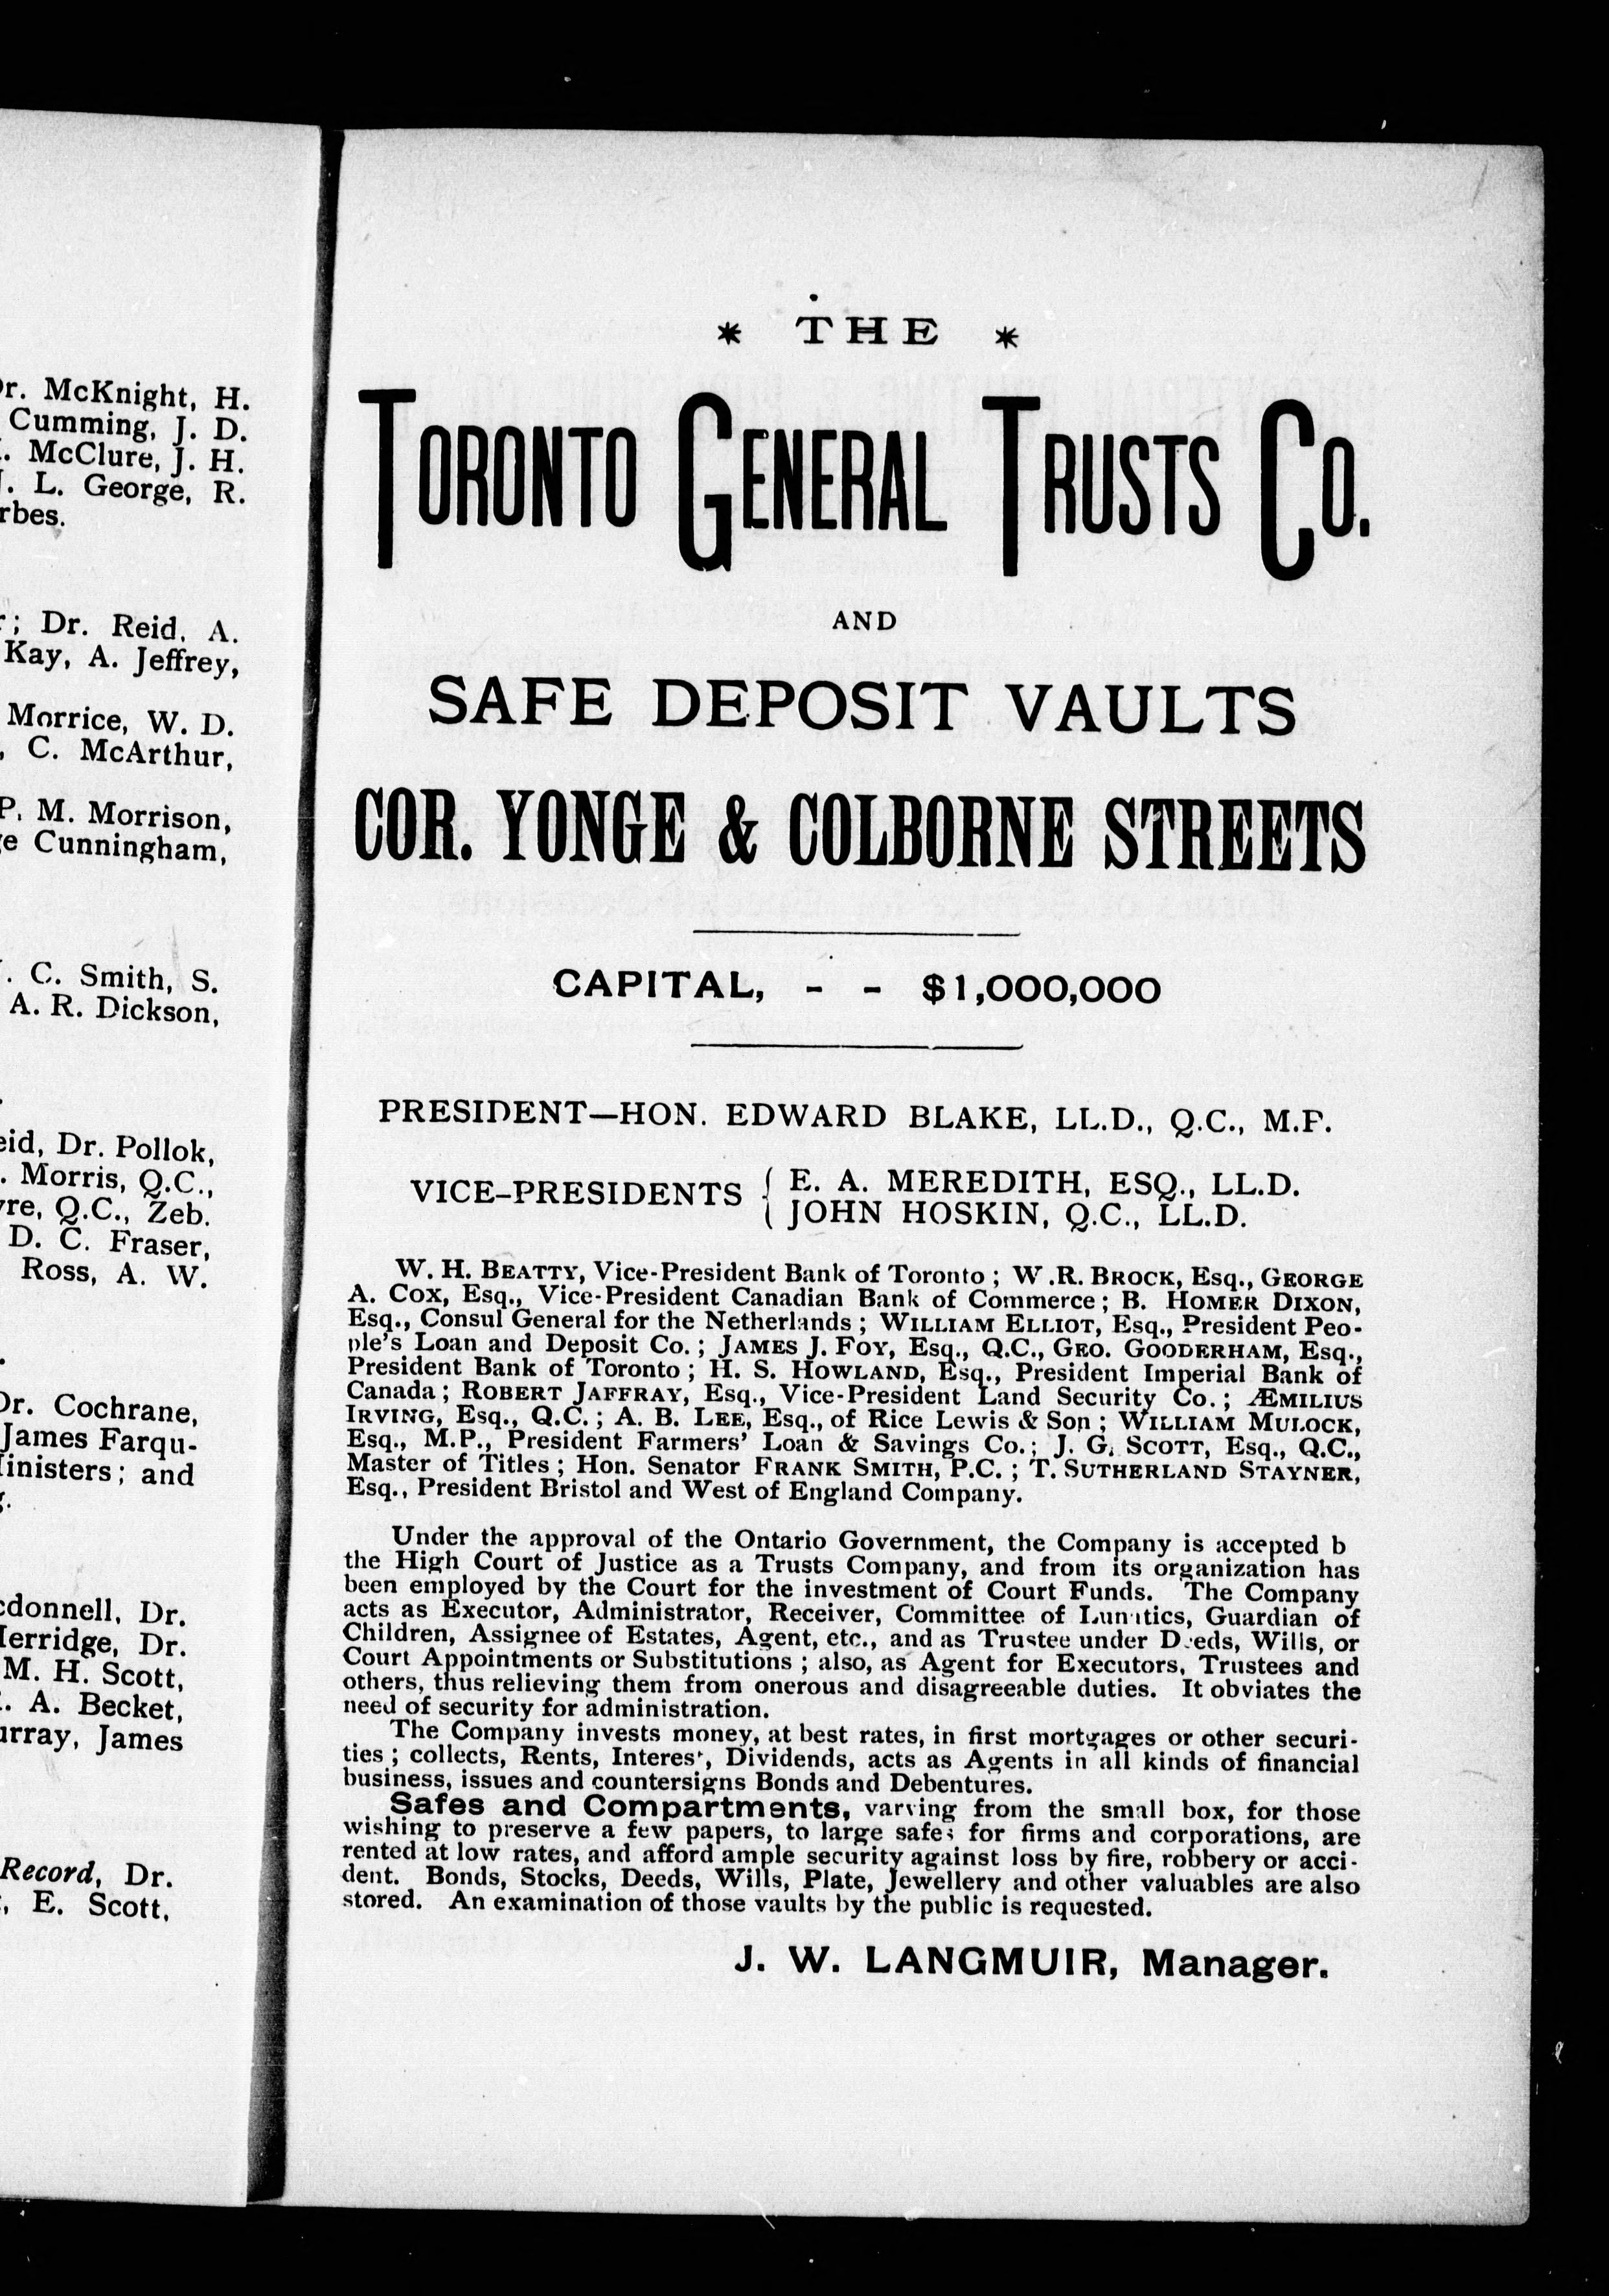 Dr. McKnight, H.
Cumming, J. D.
McClure, J. H.
L. George, R.
rbes.
; Dr. Reid, A.
Kay, A. Jeffrey,
Morrice, W. D.
, C. McArthur,
P. M. Morrison,
e Cunningham,
. C. Smith, S.
A. R. Dickson,
eid, Dr. Pollok,
. Morris, Q.C.,
yre, Q.C., Zeb.
D. C. Fraser,
Ross, A. W.
Dr. Cochrane,
James Farqu-
inisters; and
cdonnell, Dr.
Herridge, Dr.
M. H. Scott,
. A. Becket,
urray, James
Record, Dr.
, E. Scott,
* THE *
TORONTO GENERAL TRUSTS CO.
AND
SAFE DEPOSIT VAULTS
COR. YONGE & COLBORNE STREETS
CAPITAL, - - $1,000,000
PRESIDENT—HON. EDWARD BLAKE, LL.D., Q.C., M.F.
VICE-PRESIDENTS { E. A. MEREDITH, ESQ., LL.D.
JOHN HOSKIN, Q.C., LL.D.
W. H. BEATTY, Vice-President Bank of Toronto; W .R. BROCK, Esq., GEORGE
A. COX, Esq., Vice-President Canadian Bank of Commerce; B. HOMER DIXON,
Esq., Consul General for the Netherlands; WILLIAM ELLIOT, Esq., President Peo-
ple's Loan and Deposit Co.; JAMES J. FOY, Esq., Q.C., GEO. GOODERHAM, Esq.,
President Bank of Toronto; H. S. HOWLAND, Esq., President Imperial Bank of
Canada; ROBERT JAFFRAY, Esq., Vice-President Land Security Co.; ÆMILIUS
IRVING, Esq., Q.C.; A. B. LEE, Esq., of Rice Lewis & Son; WILLIAM MULOCK,
Esq., M.P., President Farmers' Loan & Savings Co.; J. G. SCOTT, Esq., Q.C.,
Master of Titles; Hon. Senator FRANK SMITH, P.C.; T. SUTHERLAND STAYNER,
Esq., President Bristol and West of England Company.
Under the approval of the Ontario Government, the Company is accepted b
the High Court of Justice as a Trusts Company, and from its organization has
been employed by the Court for the investment of Court Funds. The Company
acts as Executor, Administrator, Receiver, Committee of Lunatics, Guardian of
Children, Assignee of Estates, Agent, etc., and as Trustee under Deeds, Wills, or
Court Appointments or Substitutions; also, as Agent for Executors, Trustees and
others, thus relieving them from onerous and disagreeable duties. It obviates the
need of security for administration.
The Company invests money, at best rates, in first mortgages or other securi-
ties; collects, Rents, Interest, Dividends, acts as Agents in all kinds of financial
business, issues and countersigns Bonds and Debentures.
Safes and Compartments, varying from the small box, for those
wishing to preserve a few papers, to large safes for firms and corporations, are
rented at low rates, and afford ample security against loss by fire, robbery or acci-
dent. Bonds, Stocks, Deeds, Wills, Plate, Jewellery and other valuables are also
stored. An examination of those vaults by the public is requested.
J. W. LANGMUIR, Manager.